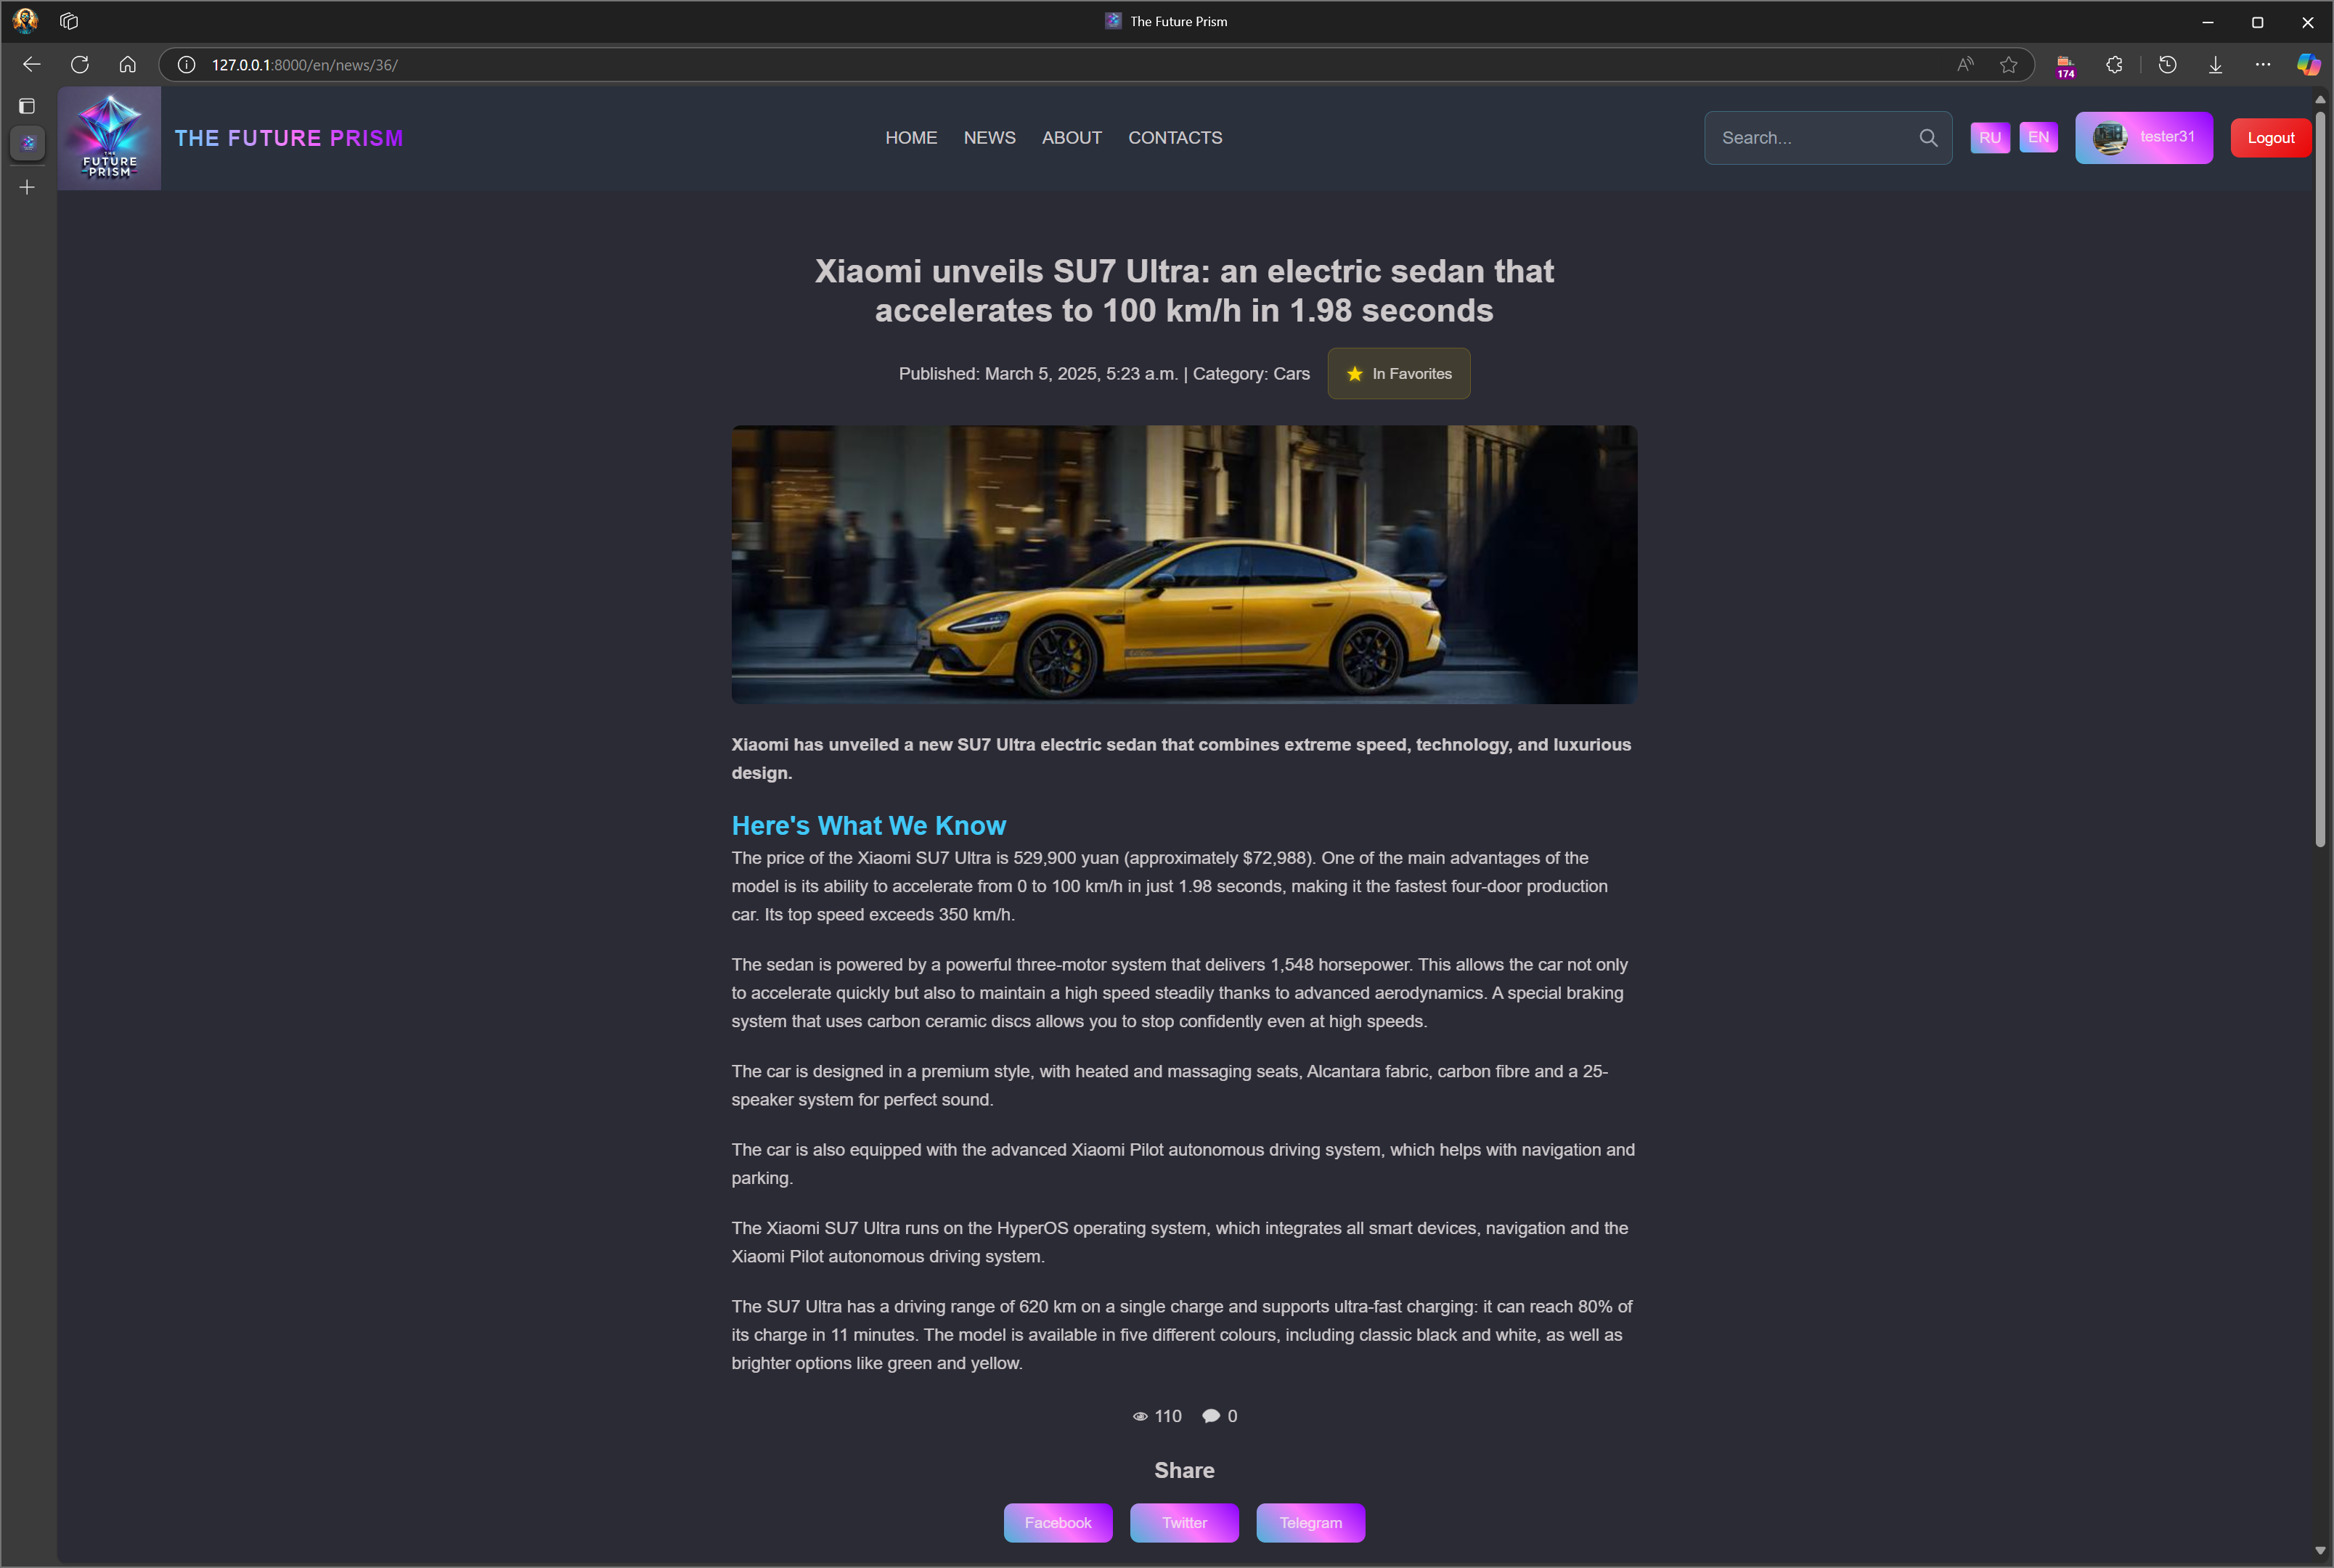 The Future Prism
127.0.0.1:8000/en/news/36/
174
THE
FUTURE
PRISM
THE FUTURE PRISM
HOME NEWS ABOUT CONTACTS
Search...
RU EN
tester31
Logout
Xiaomi unveils SU7 Ultra: an electric sedan that
accelerates to 100 km/h in 1.98 seconds
Published: March 5, 2025, 5:23 a.m. | Category: Cars
In Favorites
Xiaomi has unveiled a new SU7 Ultra electric sedan that combines extreme speed, technology, and luxurious
design.
Here's What We Know
The price of the Xiaomi SU7 Ultra is 529,900 yuan (approximately $72,988). One of the main advantages of the
model is its ability to accelerate from 0 to 100 km/h in just 1.98 seconds, making it the fastest four-door production
car. Its top speed exceeds 350 km/h.
The sedan is powered by a powerful three-motor system that delivers 1,548 horsepower. This allows the car not only
to accelerate quickly but also to maintain a high speed steadily thanks to advanced aerodynamics. A special braking
system that uses carbon ceramic discs allows you to stop confidently even at high speeds.
The car is designed in a premium style, with heated and massaging seats, Alcantara fabric, carbon fibre and a 25-
speaker system for perfect sound.
The car is also equipped with the advanced Xiaomi Pilot autonomous driving system, which helps with navigation and
parking.
The Xiaomi SU7 Ultra runs on the HyperOS operating system, which integrates all smart devices, navigation and the
Xiaomi Pilot autonomous driving system.
The SU7 Ultra has a driving range of 620 km on a single charge and supports ultra-fast charging: it can reach 80% of
its charge in 11 minutes. The model is available in five different colours, including classic black and white, as well as
brighter options like green and yellow.
110 0
Share
Facebook Twitter Telegram